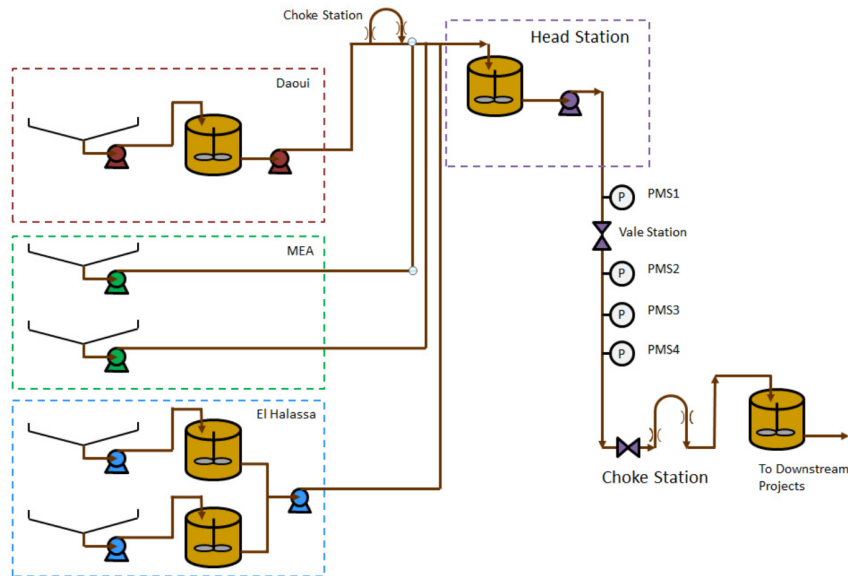 Choke Station
Head Station
Daoui
P
PMS1
Vale Station
MEA
P
PMS2
P
PMS3
P
PMS4
El Halassa
Choke Station
To Downstream
Projects